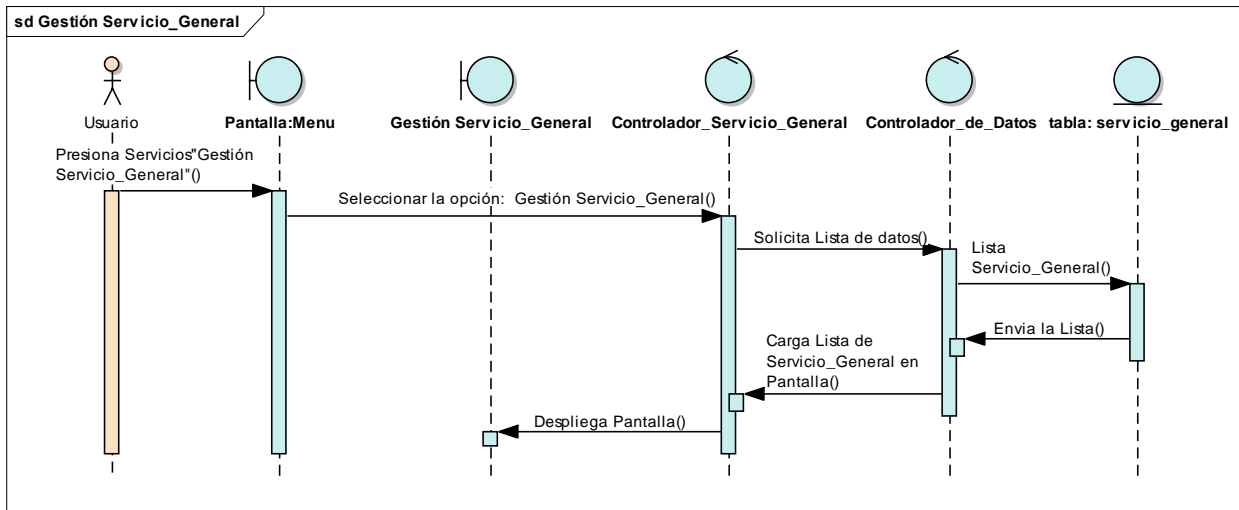 sd Gestión Servicio_General
Usuario
Pantalla:Menu
Gestión Servicio_General
Controlador_Servicio_General
Controlador_de_Datos
tabla: servicio_general
Presiona Servicios"Gestión
Servicio_General"()
Seleccionar la opción:  Gestión Servicio_General()
Solicita Lista de datos()
Lista
Servicio_General()
Envia la Lista()
Carga Lista de
Servicio_General en
Pantalla()
Despliega Pantalla()